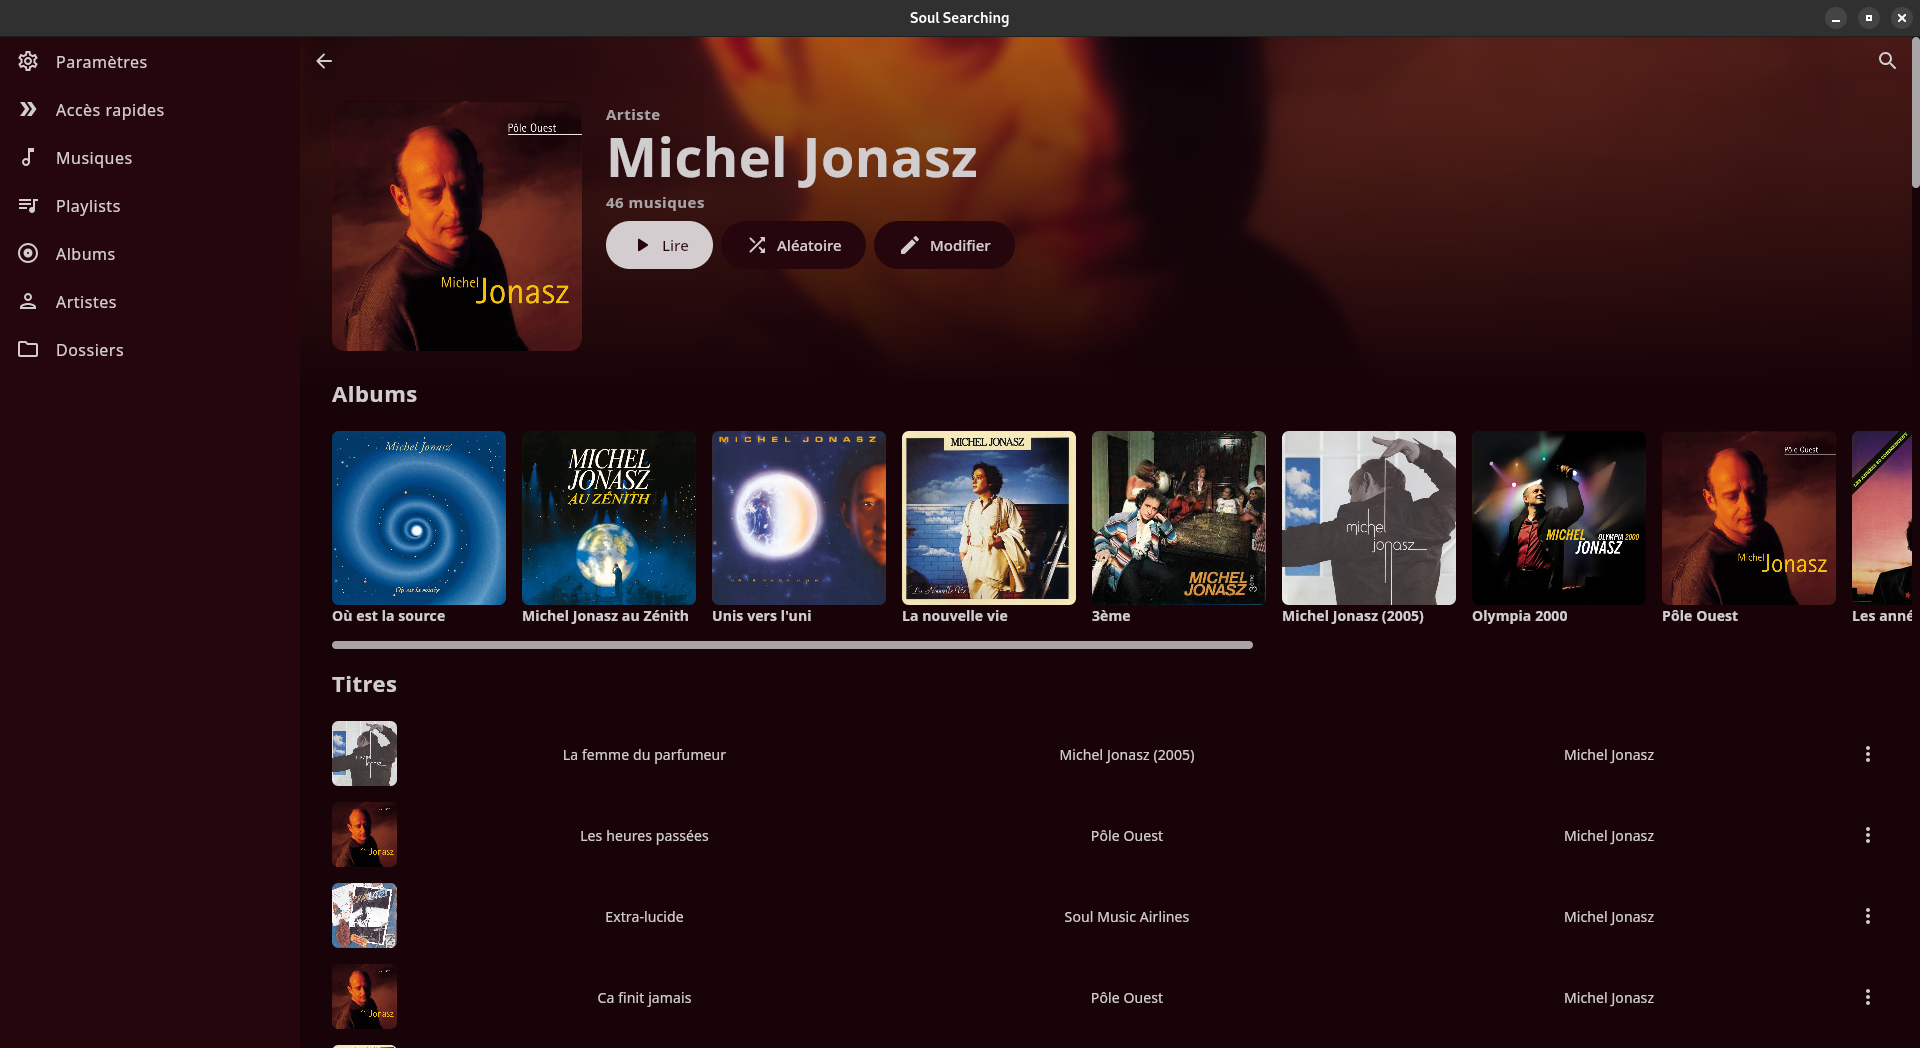 Soul Searching
Paramètres
Accès rapides
Musiques
Playlists
Albums
Artistes
Dossiers
Pôle Ouest
Michel Jonasz
Artiste
Michel Jonasz
46 musiques
Lire
Aléatoire
Modifier
Albums
Michel Jonasz
Où est la source
MICHEL
JONASZ
AU ZÉNITH
MICHEL JONASZ
MICHEL JONASZ
La Nouvelle Vie
MICHEL
JONASZ
3ème
michel
jonasz
MICHEL
JONASZ
OLYMPIA 2000
Pôle Ouest
Michel Jonasz
Où est la source
Michel Jonasz au Zénith
Unis vers l'uni
La nouvelle vie
3ème
Michel Jonasz (2005)
Olympia 2000
Pôle Ouest
Les anné
Titres
La femme du parfumeur
Michel Jonasz (2005)
Michel Jonasz
Les heures passées
Pôle Ouest
Michel Jonasz
Jonasz
Extra-lucide
Soul Music Airlines
Michel Jonasz
Ca finit jamais
Pôle Ouest
Michel Jonasz
Jonasz